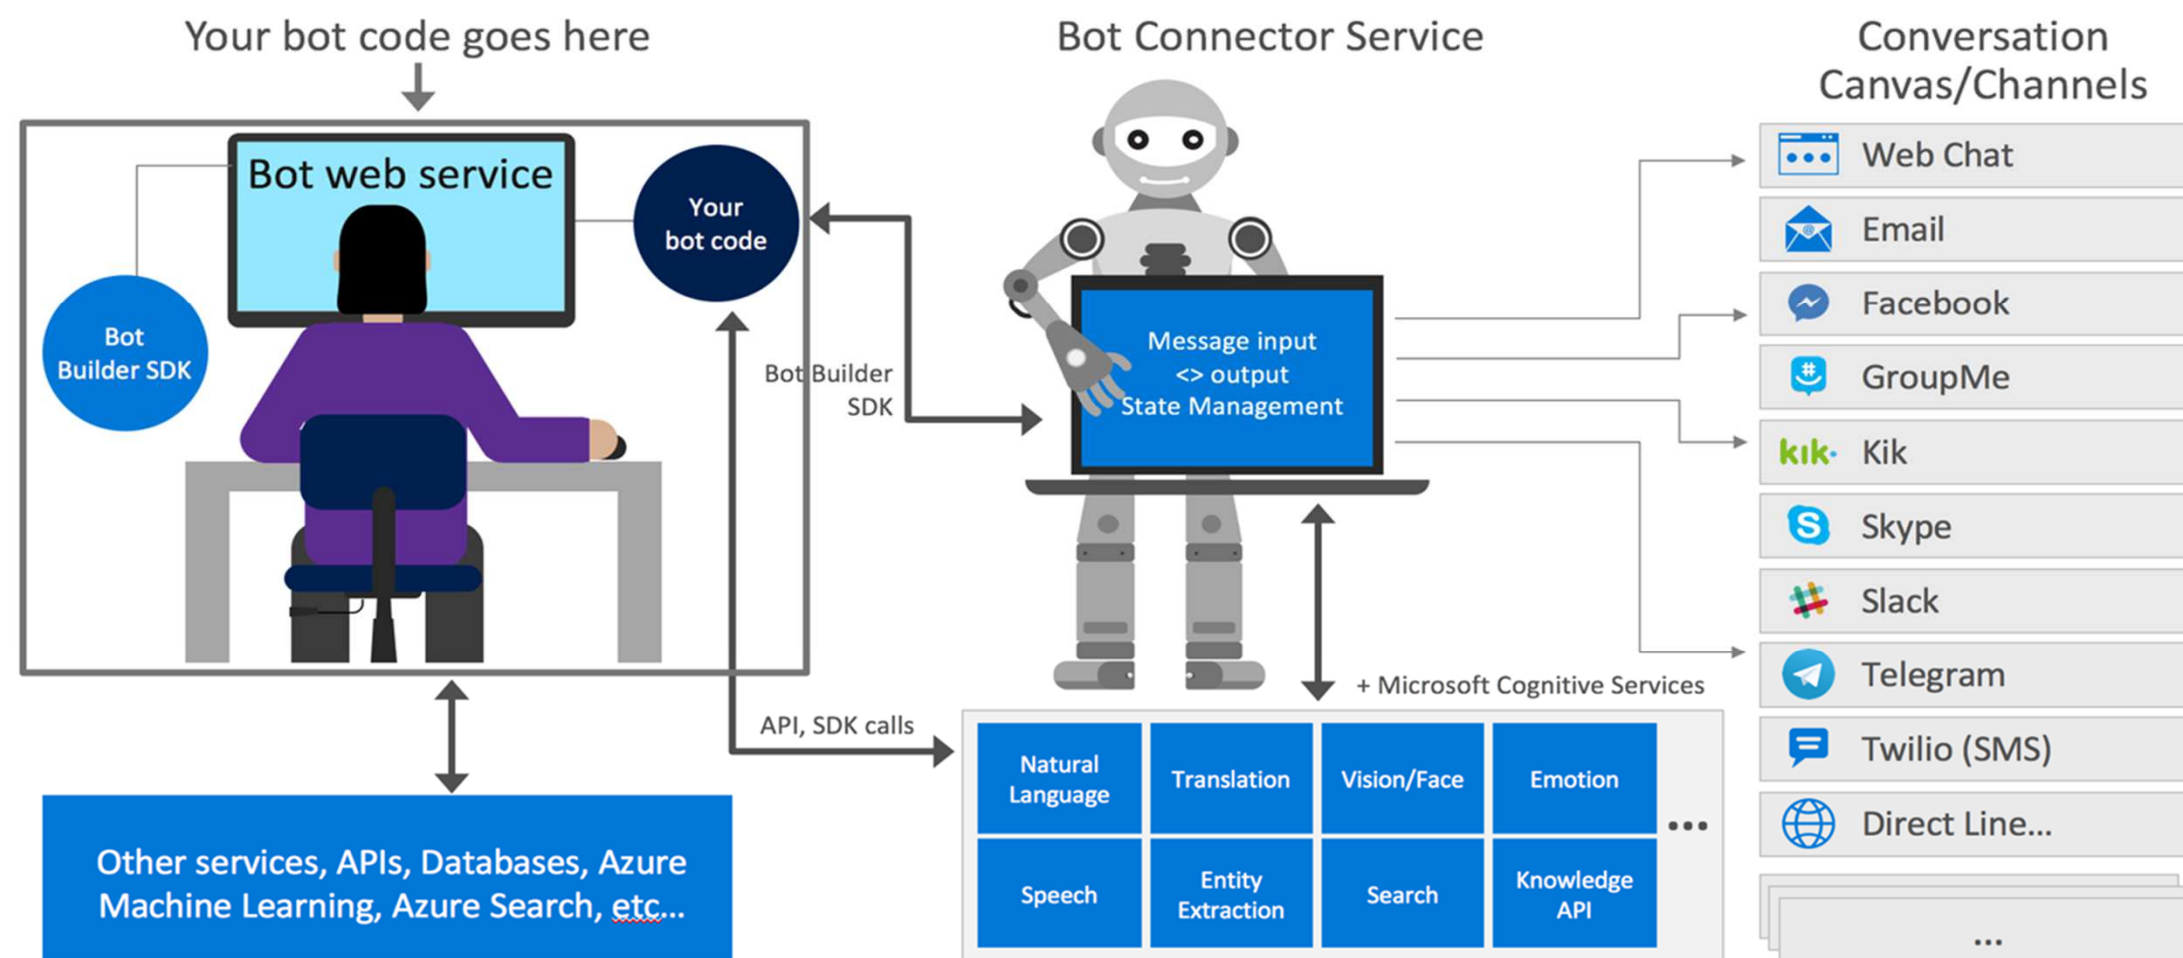 Your bot code goes here
Bot web service
Your
bot code
Bot
Builder SDK
Bot Builder
SDK
API, SDK calls
Other services, APIs, Databases, Azure
Machine Learning, Azure Search, etc...
Bot Connector Service
Message input
<> output
State Management
+ Microsoft Cognitive Services
Natural
Language
Translation
Vision/Face
Emotion
...
Speech
Entity
Extraction
Search
Knowledge
API
Conversation
Canvas/Channels
Web Chat
@
Email
Facebook
#
GroupMe
kik
Kik
S
Skype
Slack
Telegram
Twilio (SMS)
Direct Line...
...